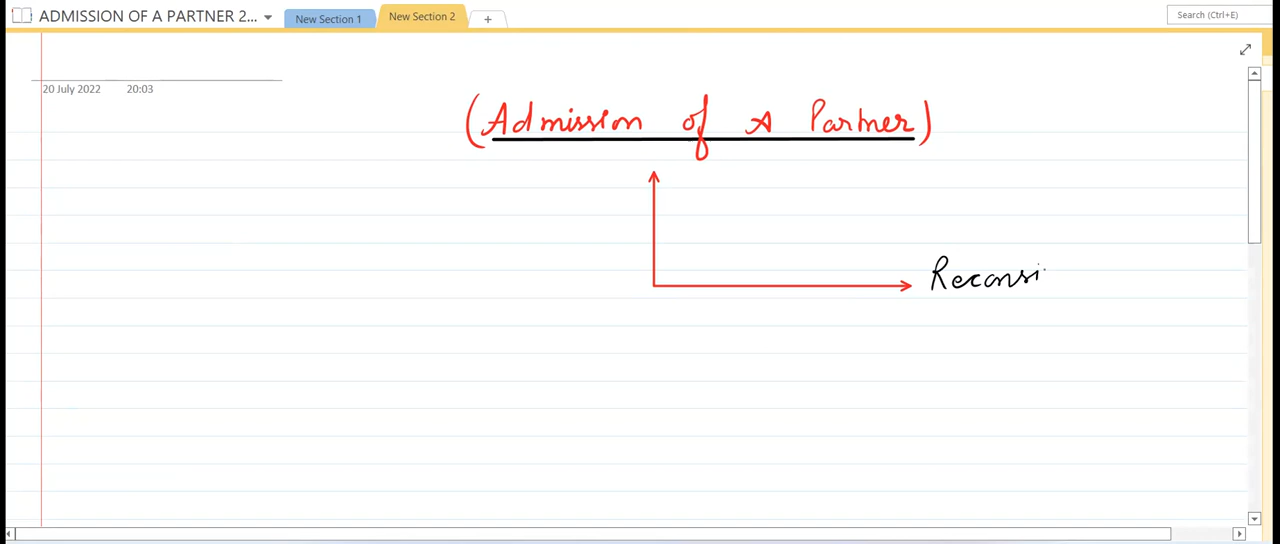 ADMISSION OF A PARTNER 2...
New Section 1
New Section 2
+
Search (Ctrl+E)
20 July 2022 20:03
(Admission of A Partner)
Reconsi